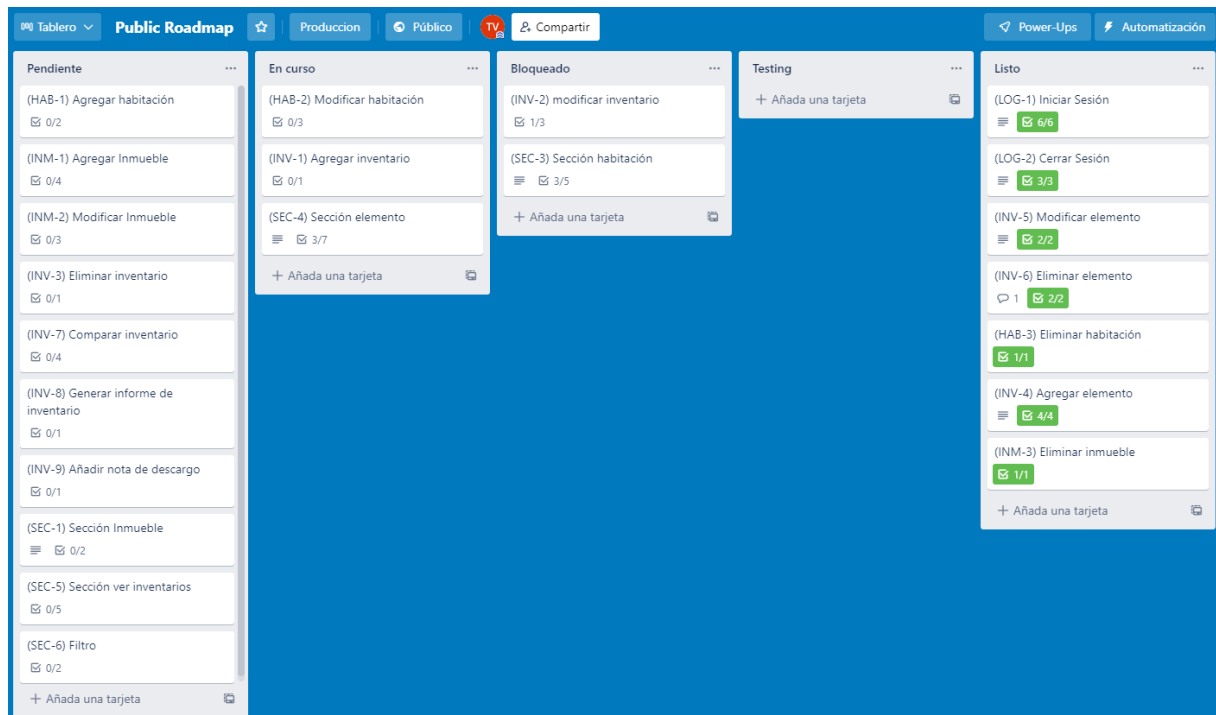 Tablero
Public Roadmap
Produccion
Público
TV
Compartir
Power-Ups
Automatización
Pendiente
(HAB-1) Agregar habitación
0/2
(INM-1) Agregar Inmueble
0/4
(INM-2) Modificar Inmueble
0/3
(INV-3) Eliminar inventario
0/1
(INV-7) Comparar inventario
0/4
(INV-8) Generar informe de
inventario
0/1
(INV-9) Añadir nota de descargo
0/1
(SEC-1) Sección Inmueble
0/2
(SEC-5) Sección ver inventarios
0/5
(SEC-6) Filtro
0/2
+ Añada una tarjeta
En curso
(HAB-2) Modificar habitación
0/3
(INV-1) Agregar inventario
0/1
(SEC-4) Sección elemento
3/7
+ Añada una tarjeta
Bloqueado
(INV-2) modificar inventario
1/3
(SEC-3) Sección habitación
3/5
+ Añada una tarjeta
Testing
+ Añada una tarjeta
Listo
(LOG-1) Iniciar Sesión
6/6
(LOG-2) Cerrar Sesión
3/3
(INV-5) Modificar elemento
2/2
(INV-6) Eliminar elemento
1 2/2
(HAB-3) Eliminar habitación
1/1
(INV-4) Agregar elemento
4/4
(INM-3) Eliminar inmueble
1/1
+ Añada una tarjeta